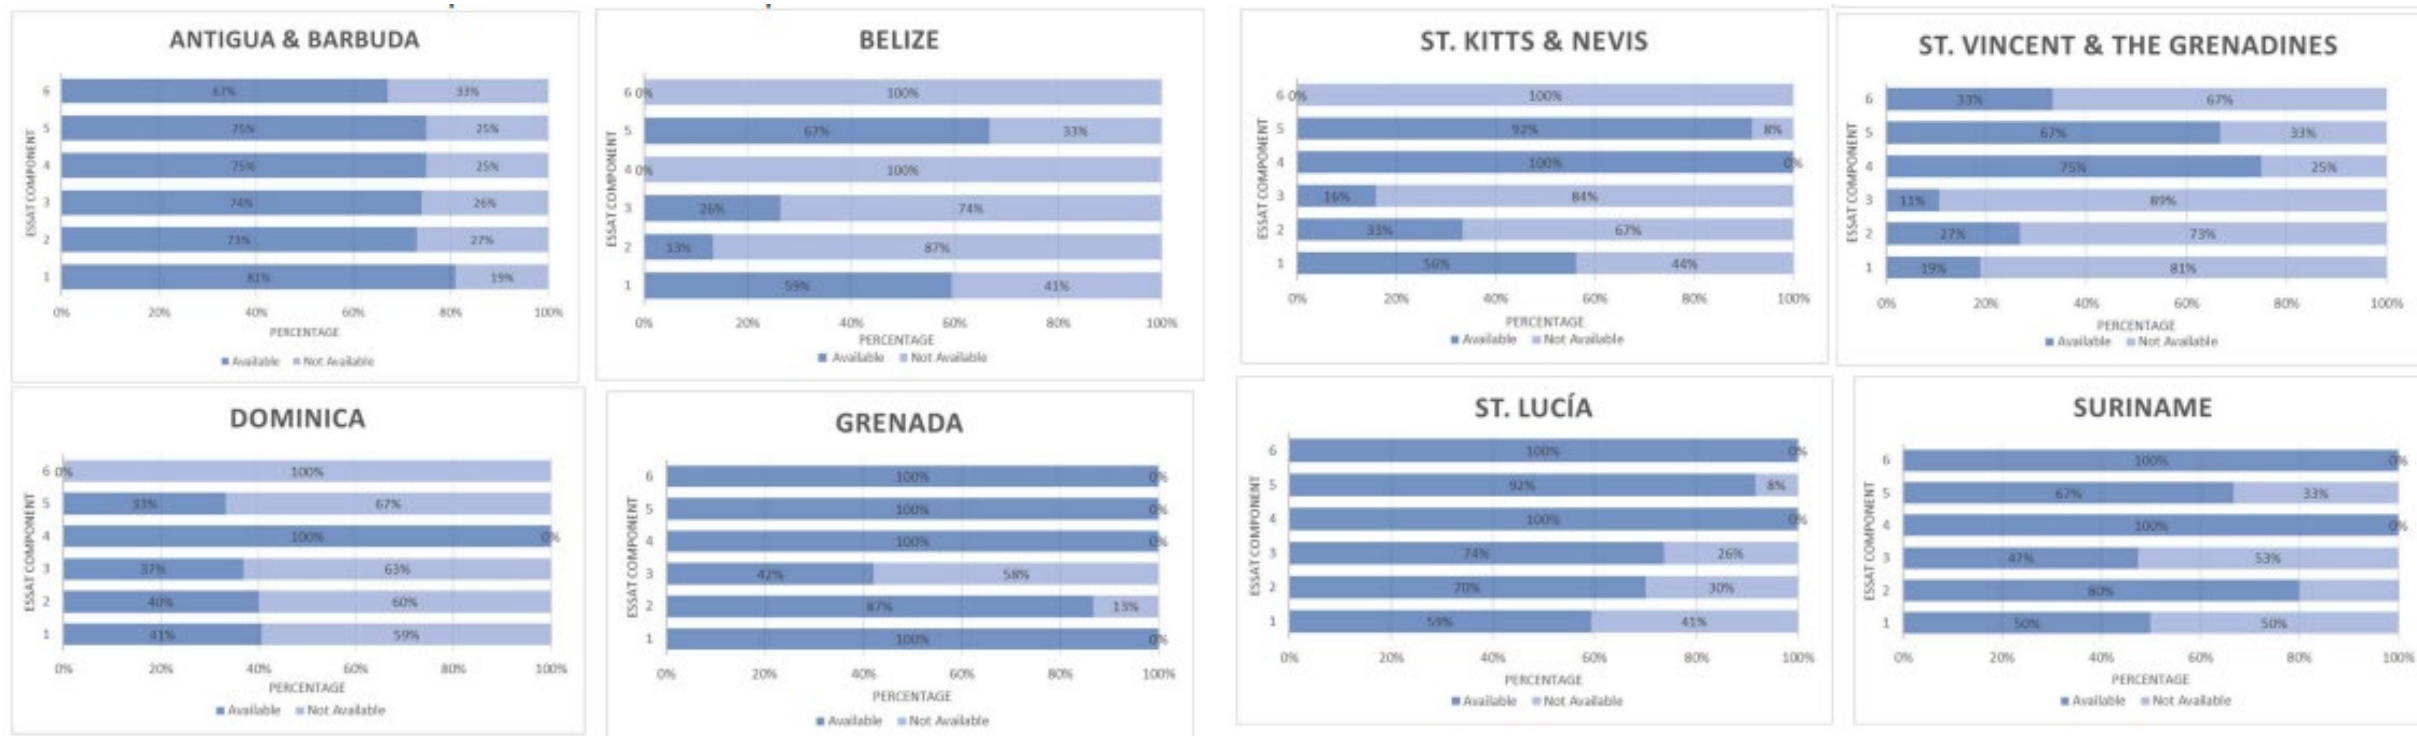 ANTIGUA & BARBUDA
ESSAT COMPONENT
6 67% 33%
5 75% 25%
4 75% 25%
3 74% 26%
2 73% 27%
1 81% 19%
0% 20% 40% 60% 80% 100%
PERCENTAGE
Available Not Available
BELIZE
ESSAT COMPONENT
6 0% 100%
5 67% 33%
4 0% 100%
3 26% 74%
2 13% 87%
1 59% 41%
0% 20% 40% 60% 80% 100%
PERCENTAGE
Available Not Available
ST. KITTS & NEVIS
ESSAT COMPONENT
6 0% 100%
5 92% 8%
4 100% 0%
3 16% 84%
2 33% 67%
1 56% 44%
0% 20% 40% 60% 80% 100%
PERCENTAGE
Available Not Available
ST. VINCENT & THE GRENADINES
ESSAT COMPONENT
6 33% 67%
5 67% 33%
4 75% 25%
3 11% 89%
2 27% 73%
1 19% 81%
0% 20% 40% 60% 80% 100%
PERCENTAGE
Available Not Available
DOMINICA
ESSAT COMPONENT
6 0% 100%
5 33% 67%
4 100% 0%
3 37% 63%
2 40% 60%
1 41% 59%
0% 20% 40% 60% 80% 100%
PERCENTAGE
Available Not Available
GRENADA
ESSAT COMPONENT
6 100% 0%
5 100% 0%
4 100% 0%
3 42% 58%
2 87% 13%
1 100% 0%
0% 20% 40% 60% 80% 100%
PERCENTAGE
Available Not Available
ST. LUCÍA
ESSAT COMPONENT
6 100% 0%
5 92% 8%
4 100% 0%
3 74% 26%
2 70% 30%
1 59% 41%
0% 20% 40% 60% 80% 100%
PERCENTAGE
Available Not Available
SURINAME
ESSAT COMPONENT
6 100% 0%
5 67% 33%
4 100% 0%
3 47% 53%
2 80%
1 50% 50%
0% 20% 40% 60% 80% 100%
PERCENTAGE
Available Not Available